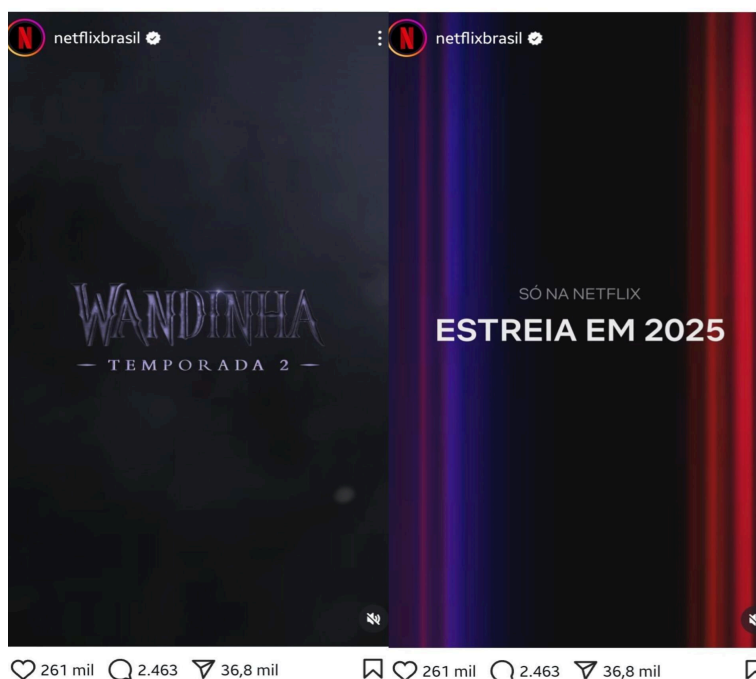 netflixbrasil
WANDINHA
TEMPORADA 2
261 mil 2.463 36,8 mil
netflixbrasil
SÓ NA NETFLIX
ESTREIA EM 2025
261 mil 2.463 36,8 mil